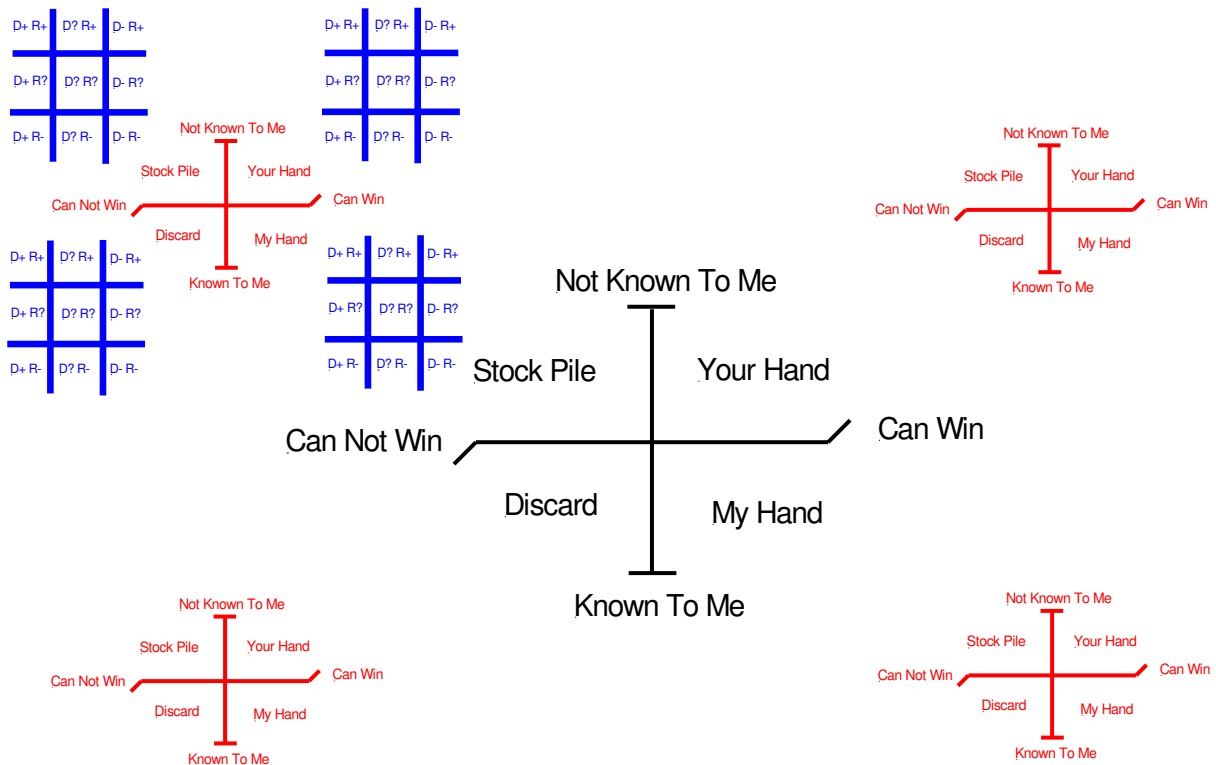 D+ R+ D? R+ D- R+
D+ R? D? R? D- R?
D+ R- D? R- D- R-
D+ R+ D? R+ D- R+
D+ R? D? R? D- R?
D+ R- D? R- D- R-
Not Known To Me
Stock Pile Your Hand
Can Not Win Can Win
Discard My Hand
Known To Me
D+ R+ D? R+ D- R+
D+ R? D? R? D- R?
D+ R- D? R- D- R-
D+ R+ D? R+ D- R+
D+ R? D? R? D- R?
D+ R- D? R- D- R-
Not Known To Me
Stock Pile Your Hand
Can Not Win Can Win
Discard My Hand
Known To Me
Not Known To Me
Stock Pile Your Hand
Can Not Win Can Win
Discard My Hand
Known To Me
Not Known To Me
Stock Pile Your Hand
Can Not Win Can Win
Discard My Hand
Known To Me
Not Known To Me
Stock Pile Your Hand
Can Not Win Can Win
Discard My Hand
Known To Me